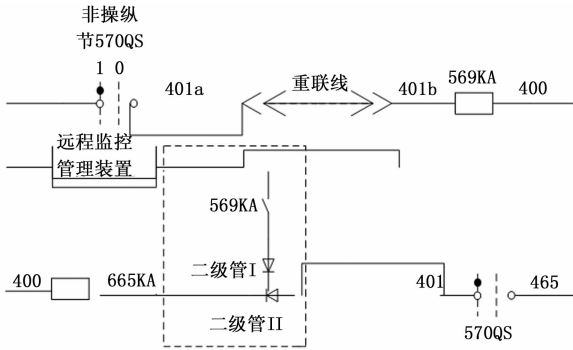 非操纵
节570QS
1 0
401a
重联线
401b
569KA
400
远程监控
管理装置
569KA
二级管I
400
665KA
二级管II
401
465
570QS